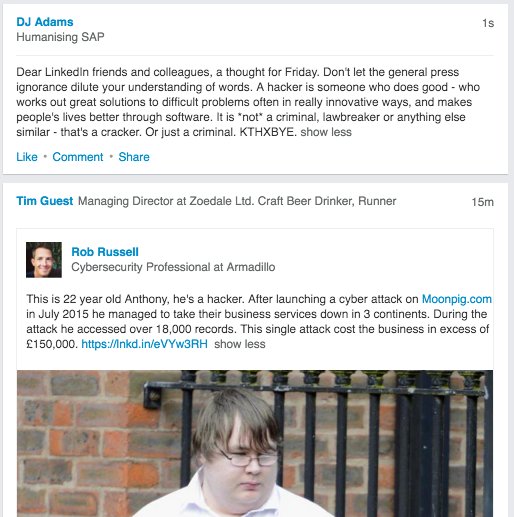 DJ Adams 1s
Humanising SAP
Dear LinkedIn friends and colleagues, a thought for Friday. Don't let the general press
ignorance dilute your understanding of words. A hacker is someone who does good - who
works out great solutions to difficult problems often in really innovative ways, and makes
people's lives better through software. It is *not* a criminal, lawbreaker or anything else
similar - that's a cracker. Or just a criminal. KTHXBYE. show less
Like • Comment • Share
Tim Guest Managing Director at Zoedale Ltd. Craft Beer Drinker, Runner 15m
Rob Russell
Cybersecurity Professional at Armadillo
This is 22 year old Anthony, he's a hacker. After launching a cyber attack on Moonpig.com
in July 2015 he managed to take their business services down in 3 continents. During the
attack he accessed over 18,000 records. This single attack cost the business in excess of
£150,000. https://lnkd.in/eVYw3RH show less